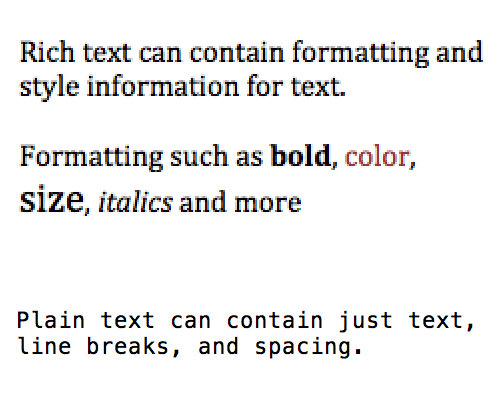 Rich text can contain formatting and
style information for text.
Formatting such as bold, color,
size, italics and more
Plain text can contain just text,
line breaks, and spacing.